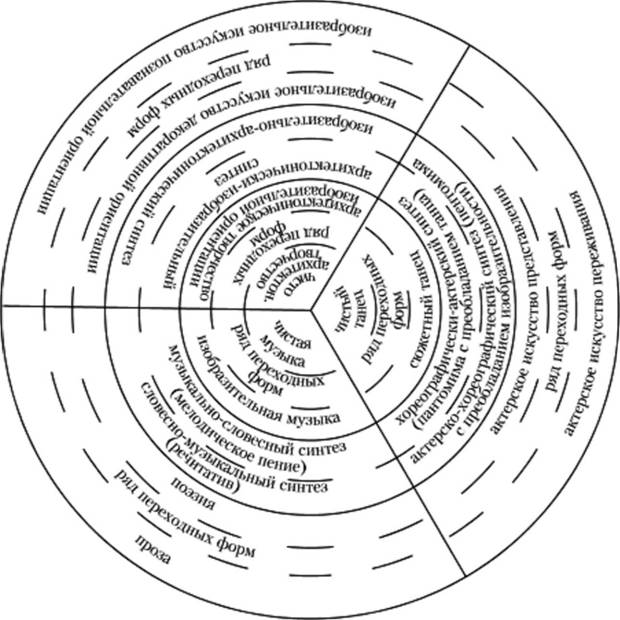 изобразительное искусство познавательной ориентации
ряд переходных форм
изобразительное искусство декоративной ориентации
изобразительно-архитектонический синтез
архитектонически-изобразительный
синтез
архитектоническое творчество
изобразительной ориентации
ряд переходных
форм
чисто
архитектон.
творчество
чистый
танец
ряд переходных
форм
сюжетный танец
хореографически-актерский синтез
(пантомима с преобладанием танца)
актерско-хореографический синтез (пантомима
с преобладанием изобразительности)
актерское искусство представления
ряд переходных форм
актерское искусство переживания
чистая
музыка
ряд переходных
форм
изобразительная музыка
музыкально-словесный синтез
(мелодическое пение)
словесно-музыкальный синтез
(речитатив)
поэзия
ряд переходных форм
проза